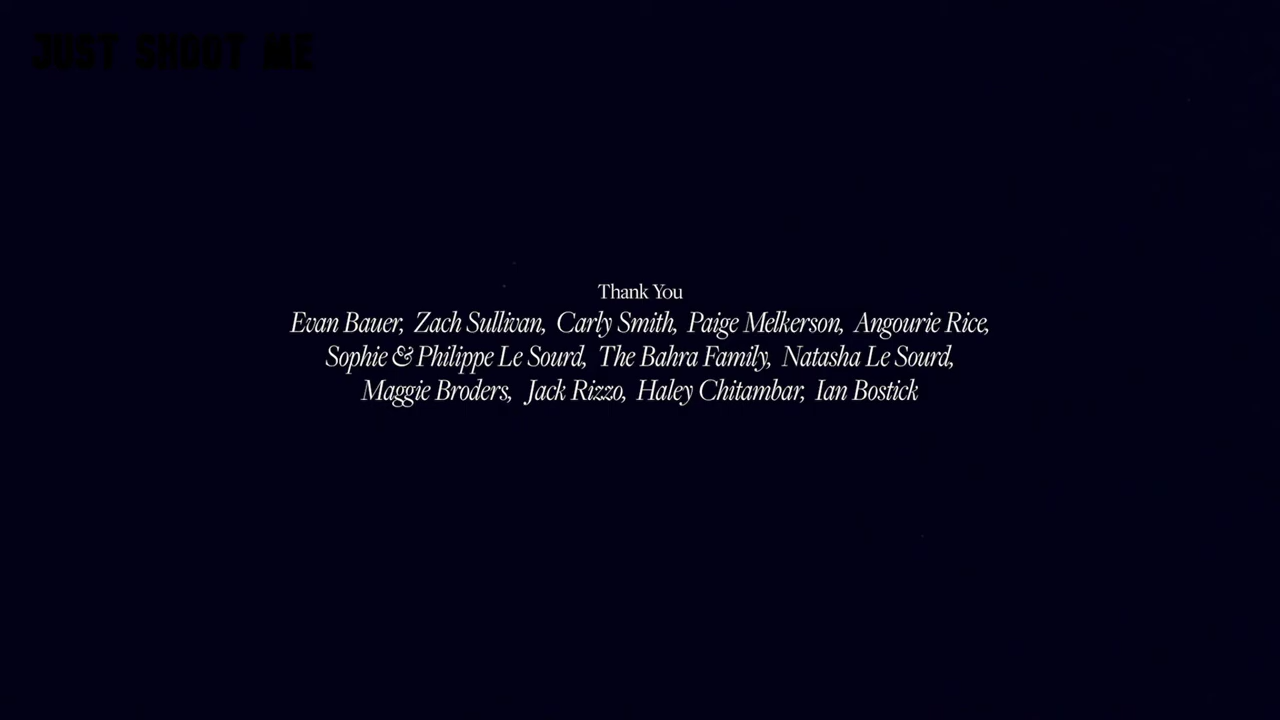 JUST SHOOT ME
Thank You
Evan Bauer, Zach Sullivan, Carly Smith, Paige Melkerson, Angourie Rice,
Sophie & Philippe Le Sourd, The Bahra Family, Natasha Le Sourd,
Maggie Broders, Jack Rizzo, Haley Chitambar, Ian Bostick